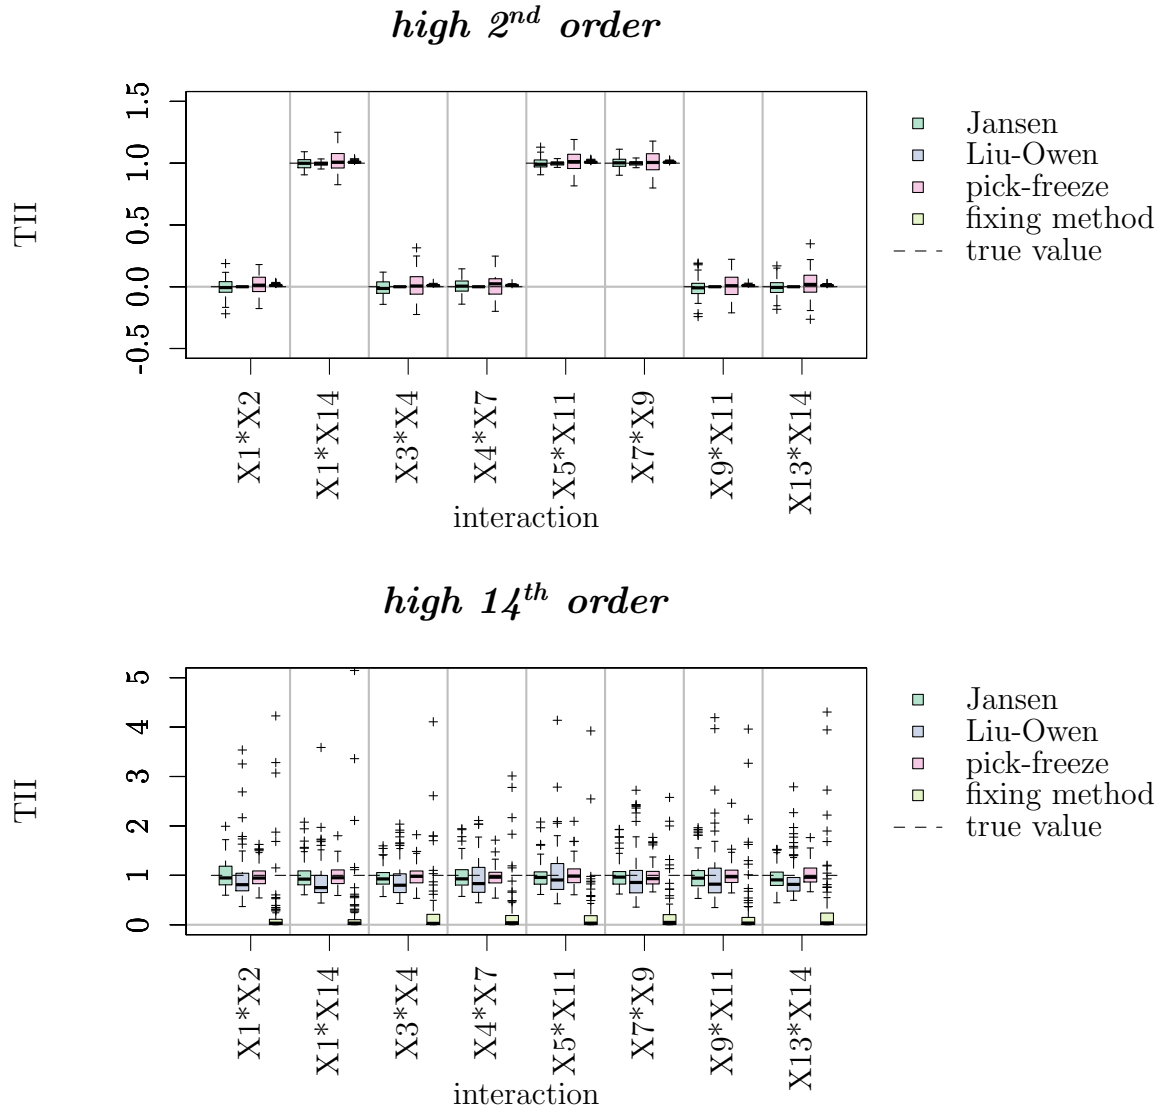 high 2nd order
TII
1.5
1.0
0.5
0.0
-0.5
X1*X2
X1*X14
X3*X4
X4*X7
X5*X11
X7*X9
X9*X11
X13*X14
interaction
Jansen
Liu-Owen
pick-freeze
fixing method
true value
high 14th order
TII
5
4
3
2
1
0
X1*X2
X1*X14
X3*X4
X4*X7
X5*X11
X7*X9
X9*X11
X13*X14
interaction
Jansen
Liu-Owen
pick-freeze
fixing method
true value